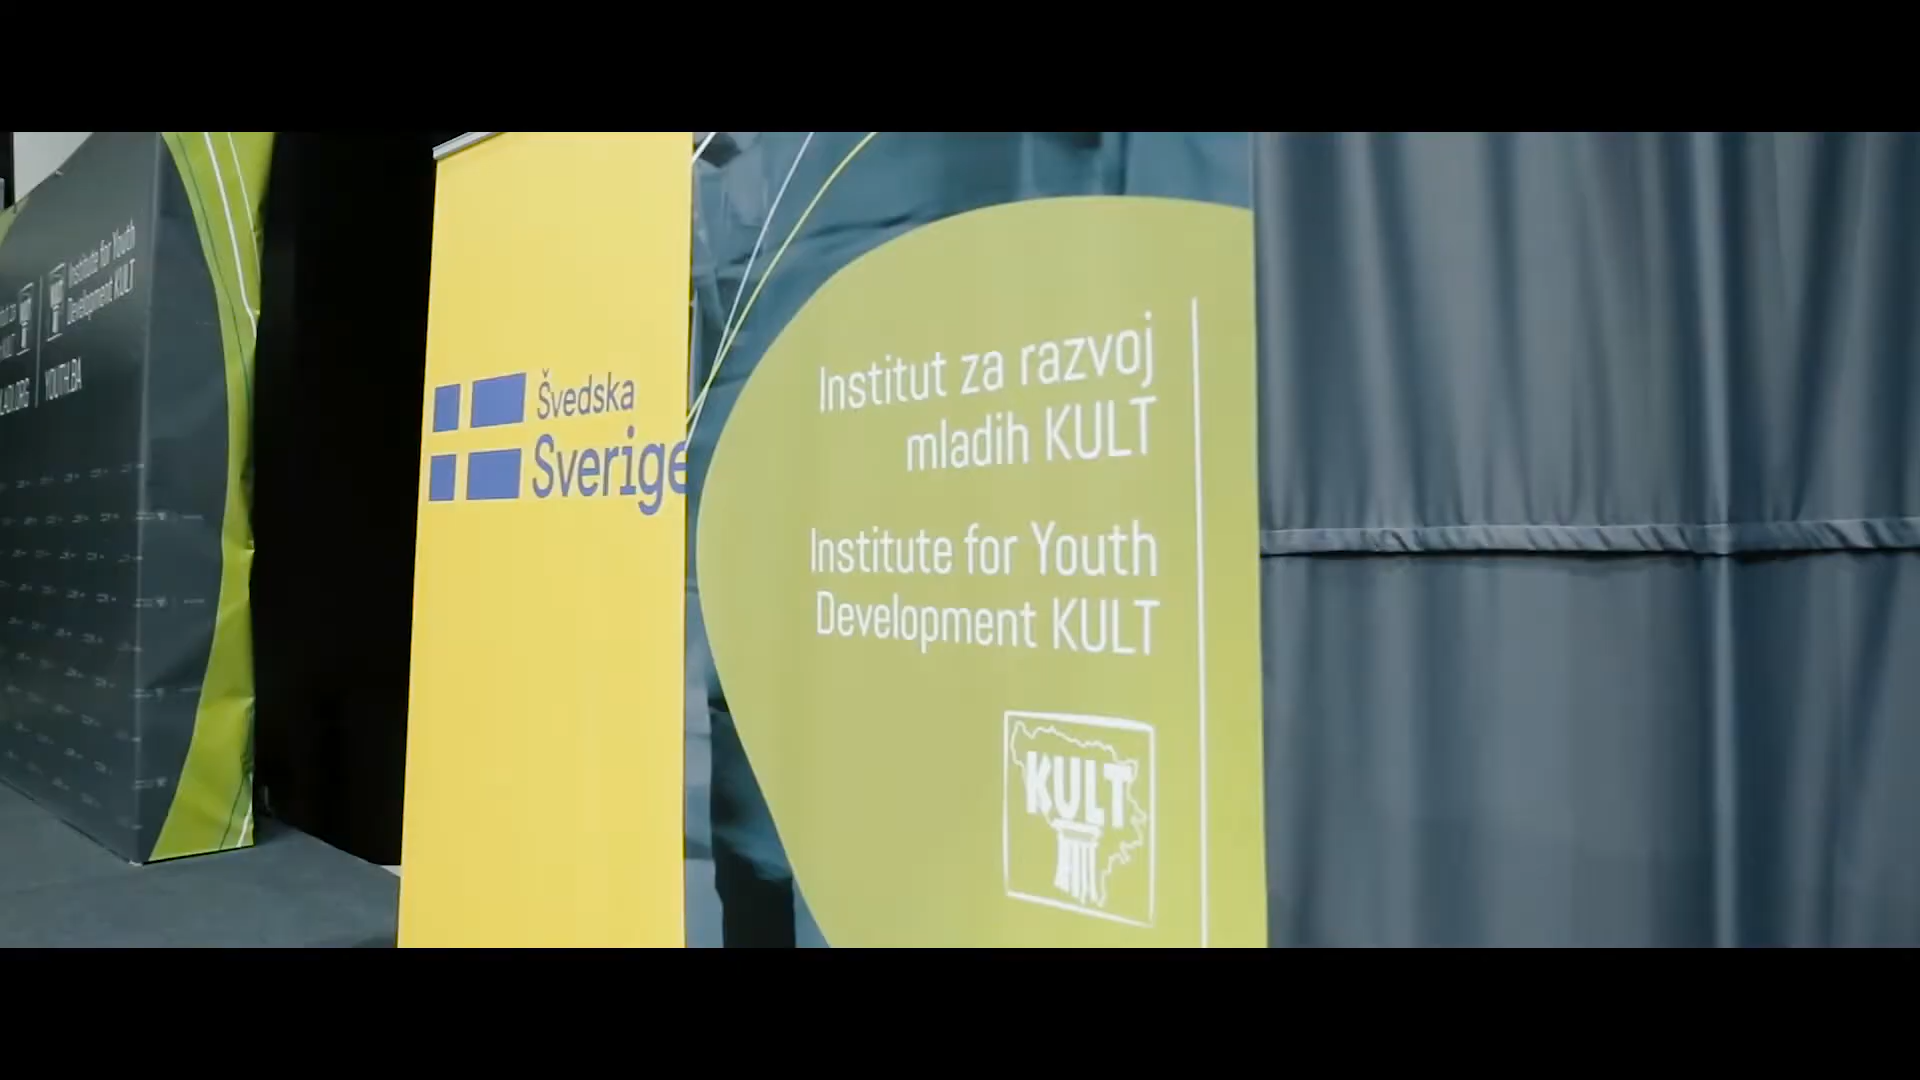 Institute for Youth
Development KULT
YOUTH.BA
Švedska
Sverige
Institut za razvoj
mladih KULT
Institute for Youth
Development KULT
KULT